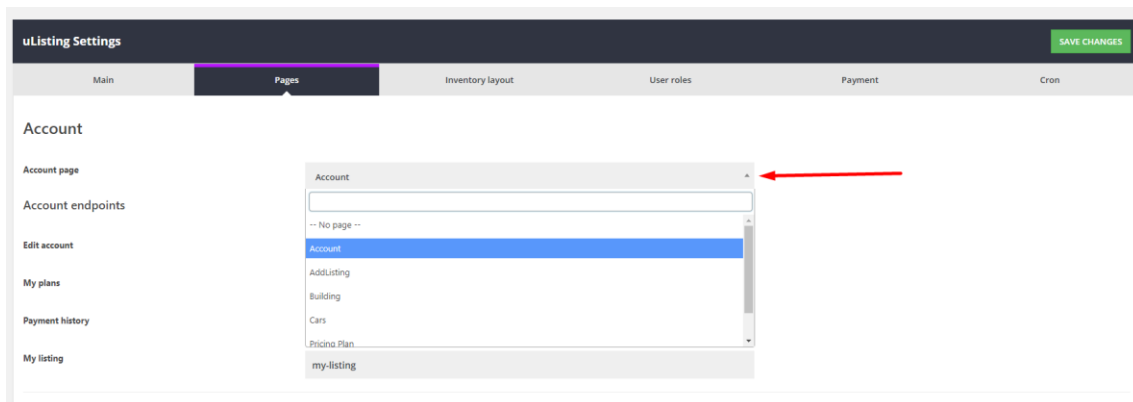 uListing Settings
SAVE CHANGES
Main Pages Inventory layout User roles Payment Cron
Account
Account page
Account
Account endpoints
-- No page --
Edit account
Account
AddListing
My plans
Building
Payment history
Cars
Pricing Plan
My listing
my-listing